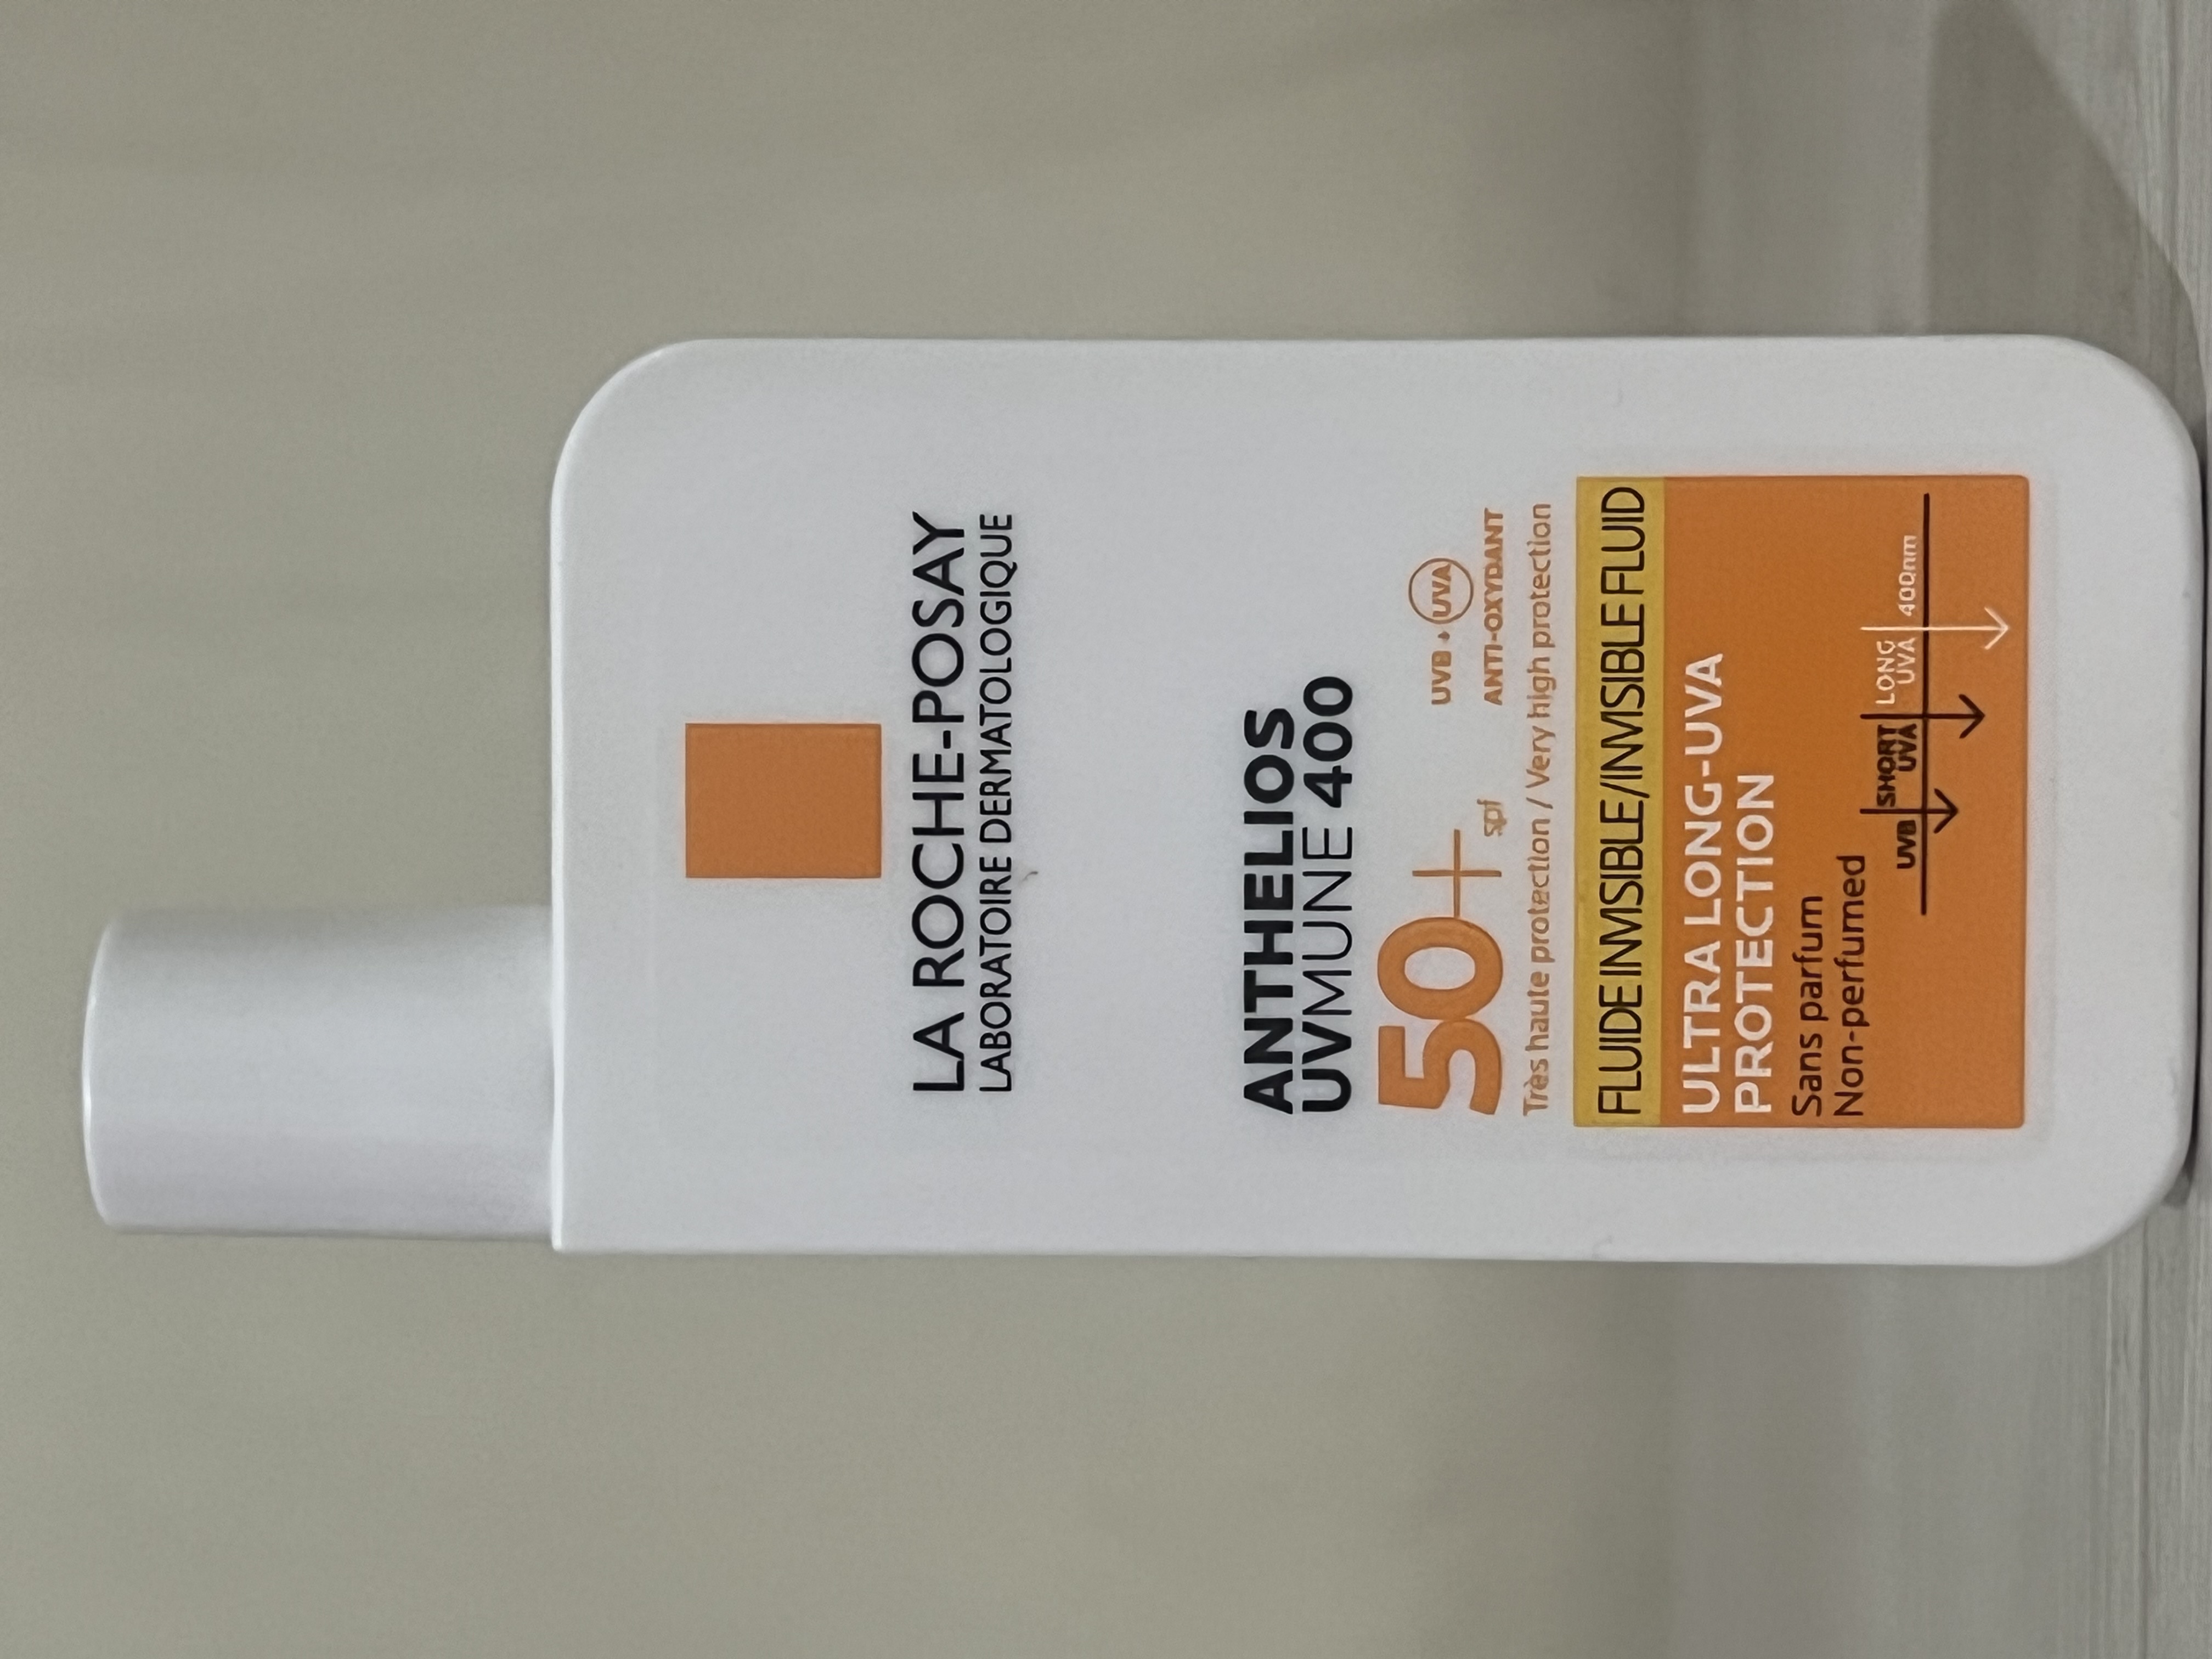 LA ROCHE-POSAY
LABORATOIRE DERMATOLOGIQUE
ANTHELIOS
UVMUNE 400
50+ spf
UVB + UVA
ANTI-OXYDANT
Très haute protection / Very high protection
FLUIDE INVISIBLE/INVISIBLE FLUID
ULTRA LONG-UVA
PROTECTION
Sans parfum
Non-perfumed
UVB
SHORT
UVA
LONG
UVA
400nm